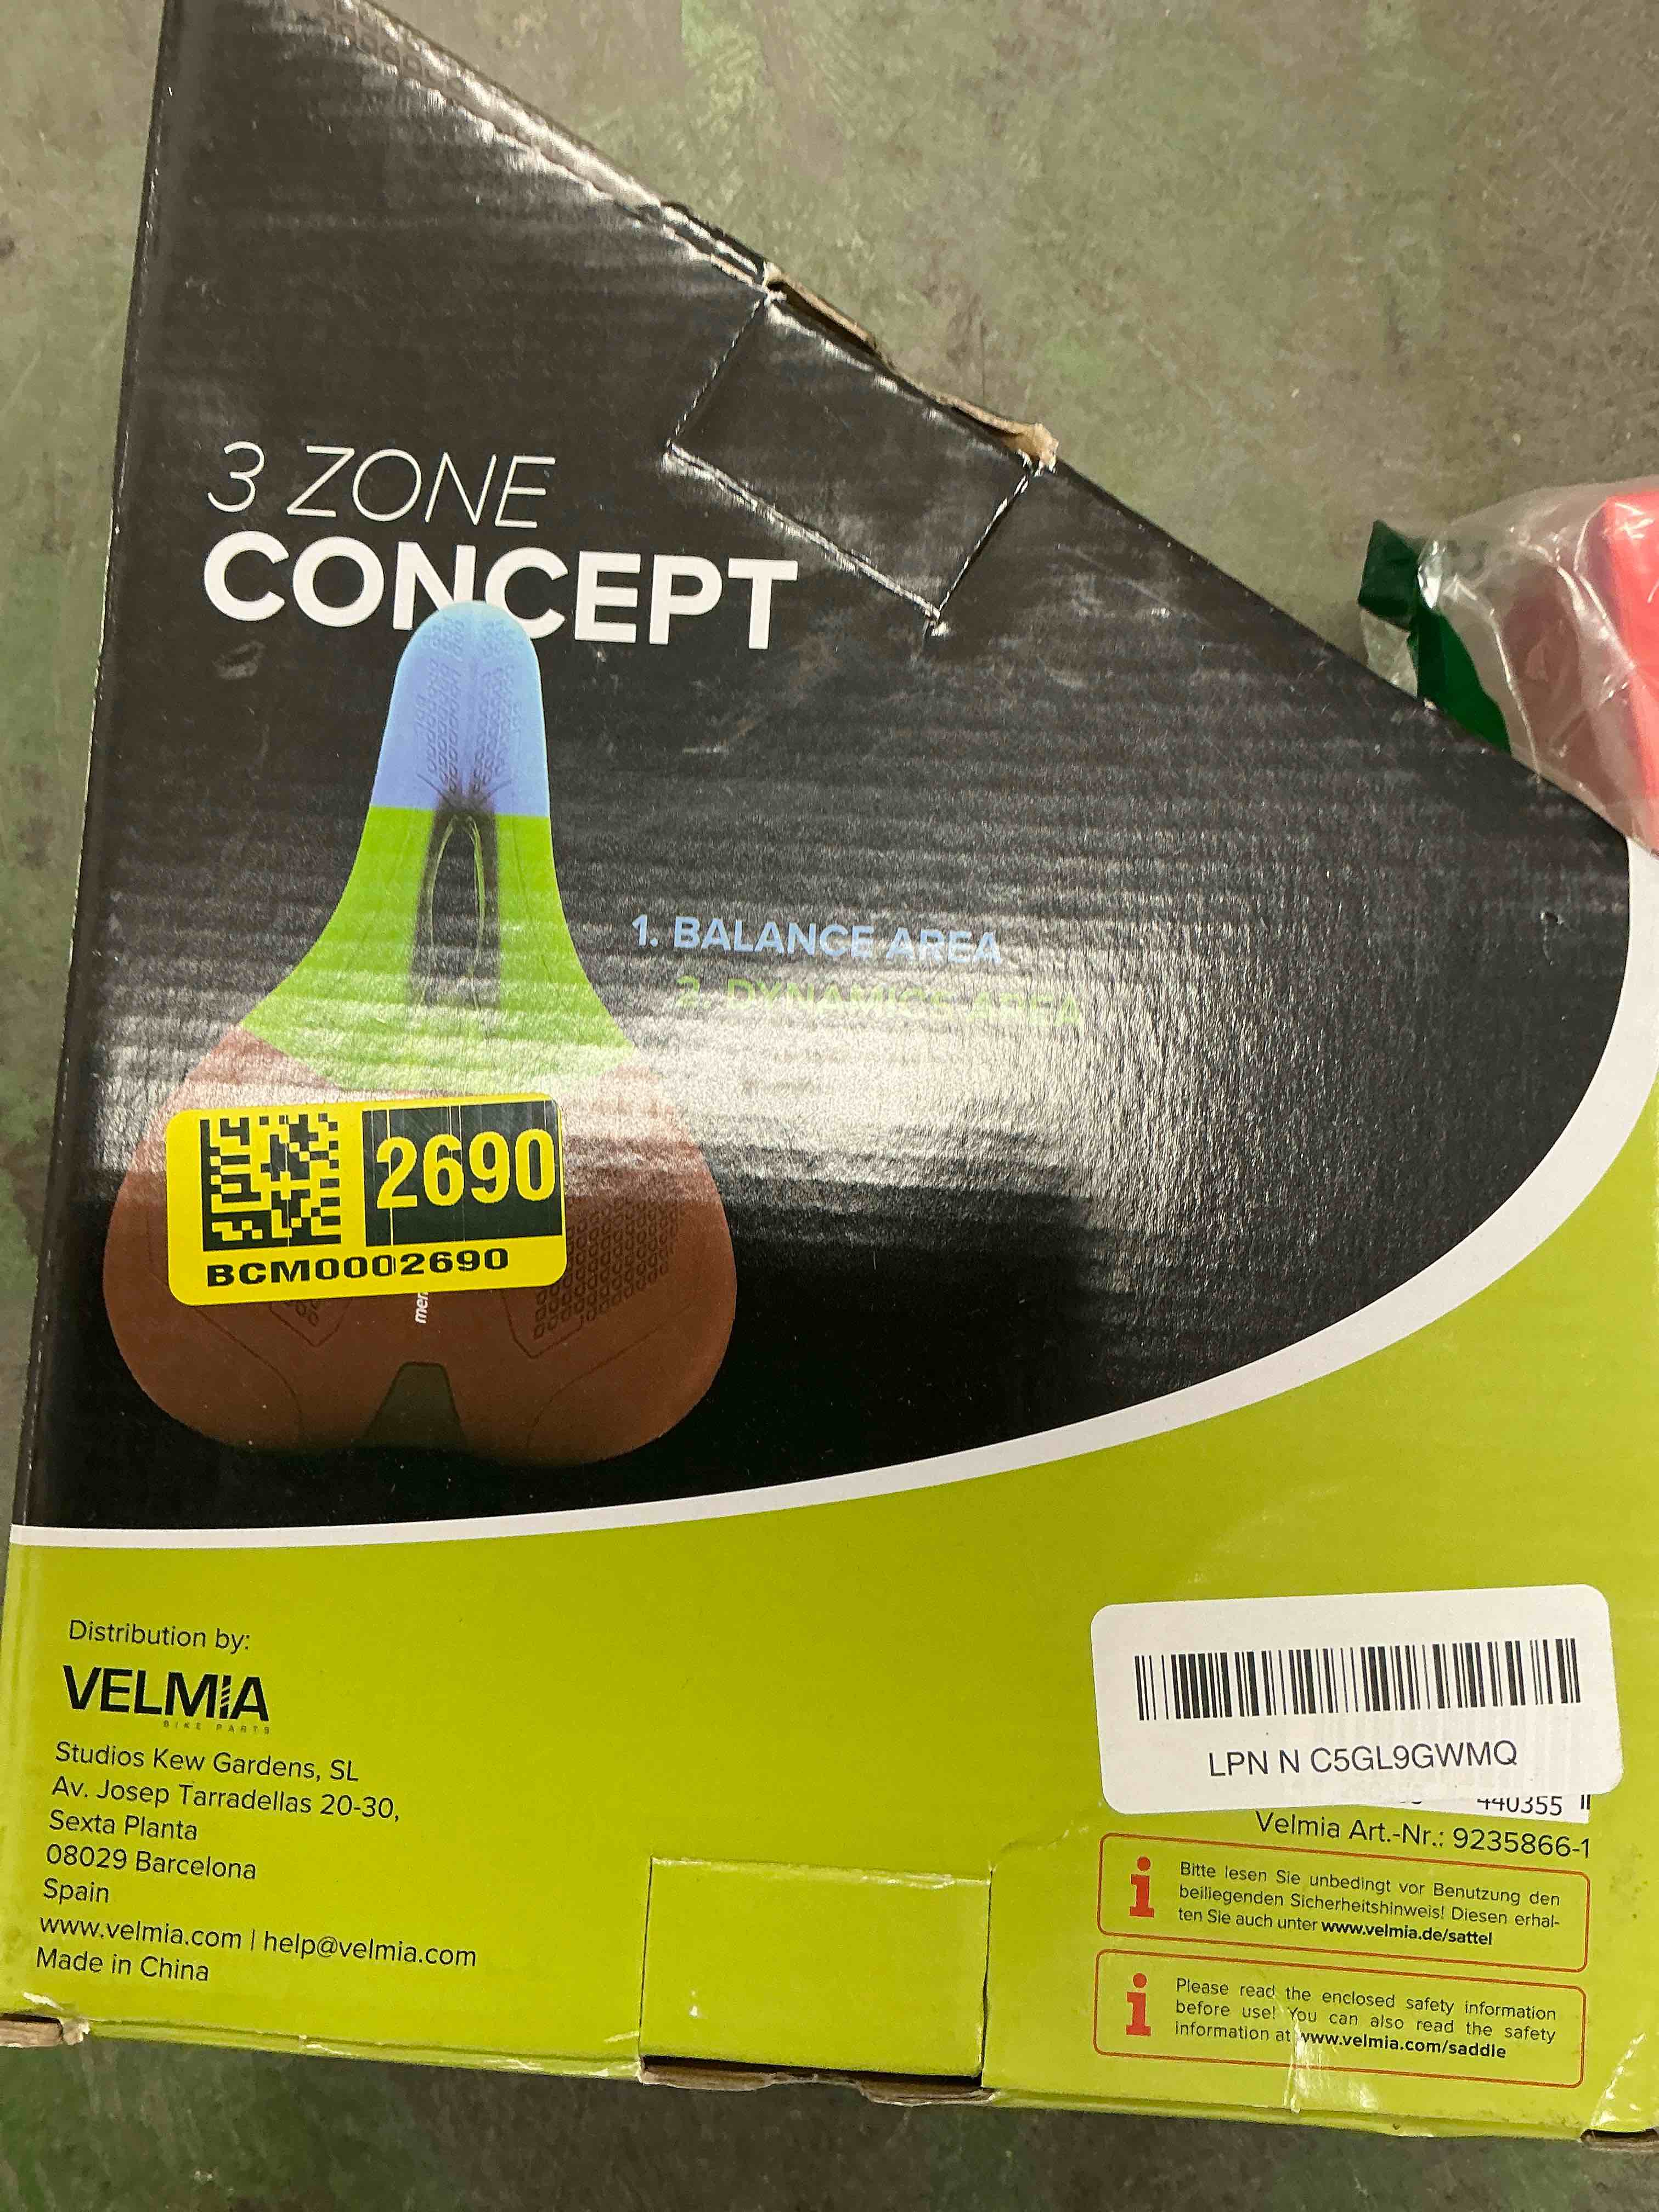 3 ZONE
CONCEPT
1. BALANCE AREA
2. DYNAMICS AREA
2690
BCM0002690
Distribution by:
VELMIA
BIKE PARTS
Studios Kew Gardens, SL
Av. Josep Tarradellas 20-30,
Sexta Planta
08029 Barcelona
Spain
www.velmia.com | help@velmia.com
Made in China
LPN N C5GL9GWMQ
440355
Velmia Art.-Nr.: 9235866-1
Bitte lesen Sie unbedingt vor Benutzung den
beiliegenden Sicherheitshinweis! Diesen erhal-
ten Sie auch unter www.velmia.de/sattel
Please read the enclosed safety information
before use! You can also read the safety
information at www.velmia.com/saddle